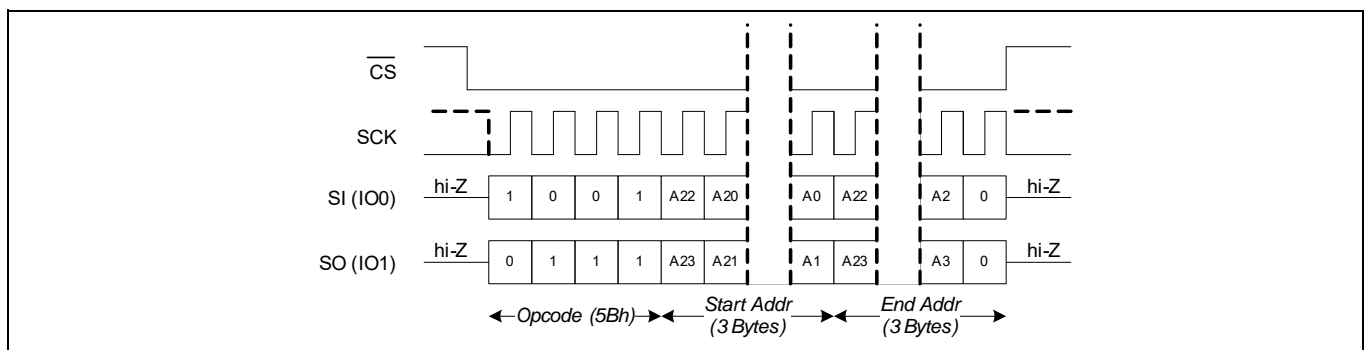 CS
SCK
SI (IO0) hi-Z 1 0 0 1 A22 A20 A0 A22 A2 0 hi-Z
SO (IO1) hi-Z 0 1 1 1 A23 A21 A1 A23 A3 0 hi-Z
Opcode (5Bh) Start Addr (3 Bytes) End Addr (3 Bytes)